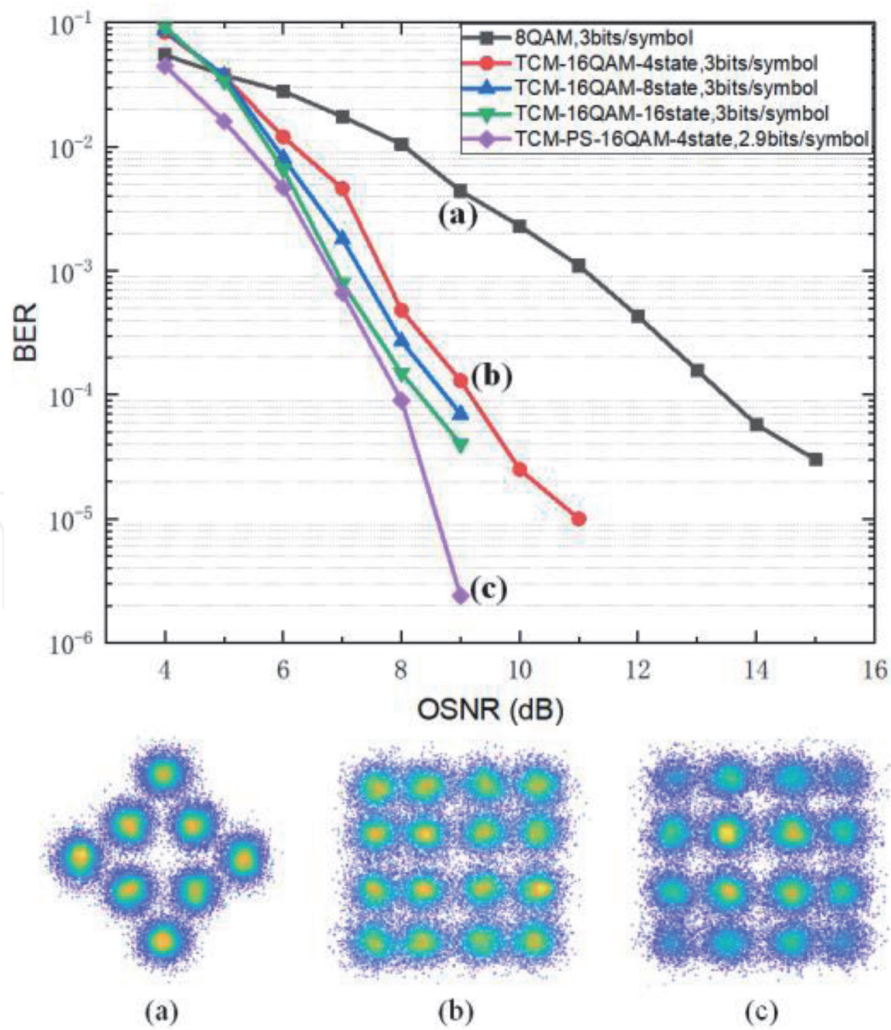 10⁻¹
8QAM,3bits/symbol
TCM-16QAM-4state,3bits/symbol
TCM-16QAM-8state,3bits/symbol
TCM-16QAM-16state,3bits/symbol
TCM-PS-16QAM-4state,2.9bits/symbol
10⁻²
(a)
10⁻³
BER
(b)
10⁻⁴
10⁻⁵
(c)
10⁻⁶
4 6 8 10 12 14 16
OSNR (dB)
(a) (b) (c)